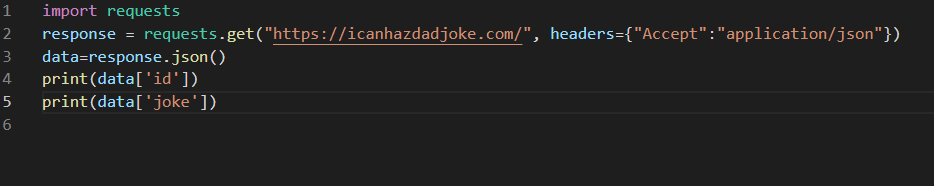 1 import requests
2 response = requests.get("https://icanhazdadjoke.com/", headers={"Accept":"application/json"})
3 data=response.json()
4 print(data['id'])
5 print(data['joke'])
6